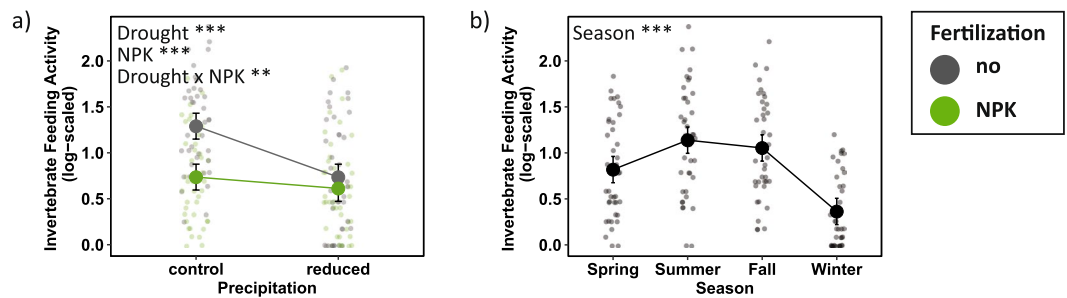 a)
Drought ***
NPK ***
Drought x NPK **
Invertebrate Feeding Activity
(log-scaled)
2.0
1.5
1.0
0.5
0.0
control
reduced
Precipitation
b)
Season ***
Invertebrate Feeding Activity
(log-scaled)
2.0
1.5
1.0
0.5
0.0
Spring
Summer
Fall
Winter
Season
Fertilization
no
NPK